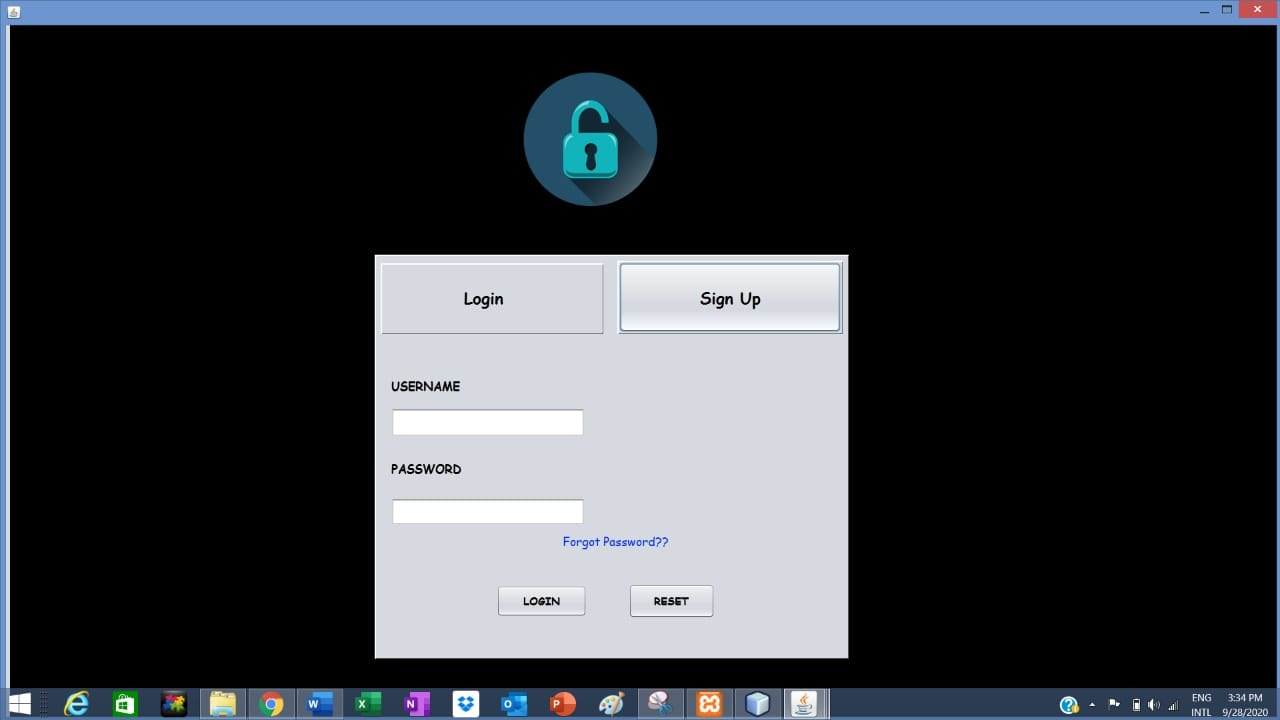 Login
Sign Up
USERNAME
PASSWORD
Forgot Password??
LOGIN
RESET
ENG
3:34 PM
INTL
9/28/2020